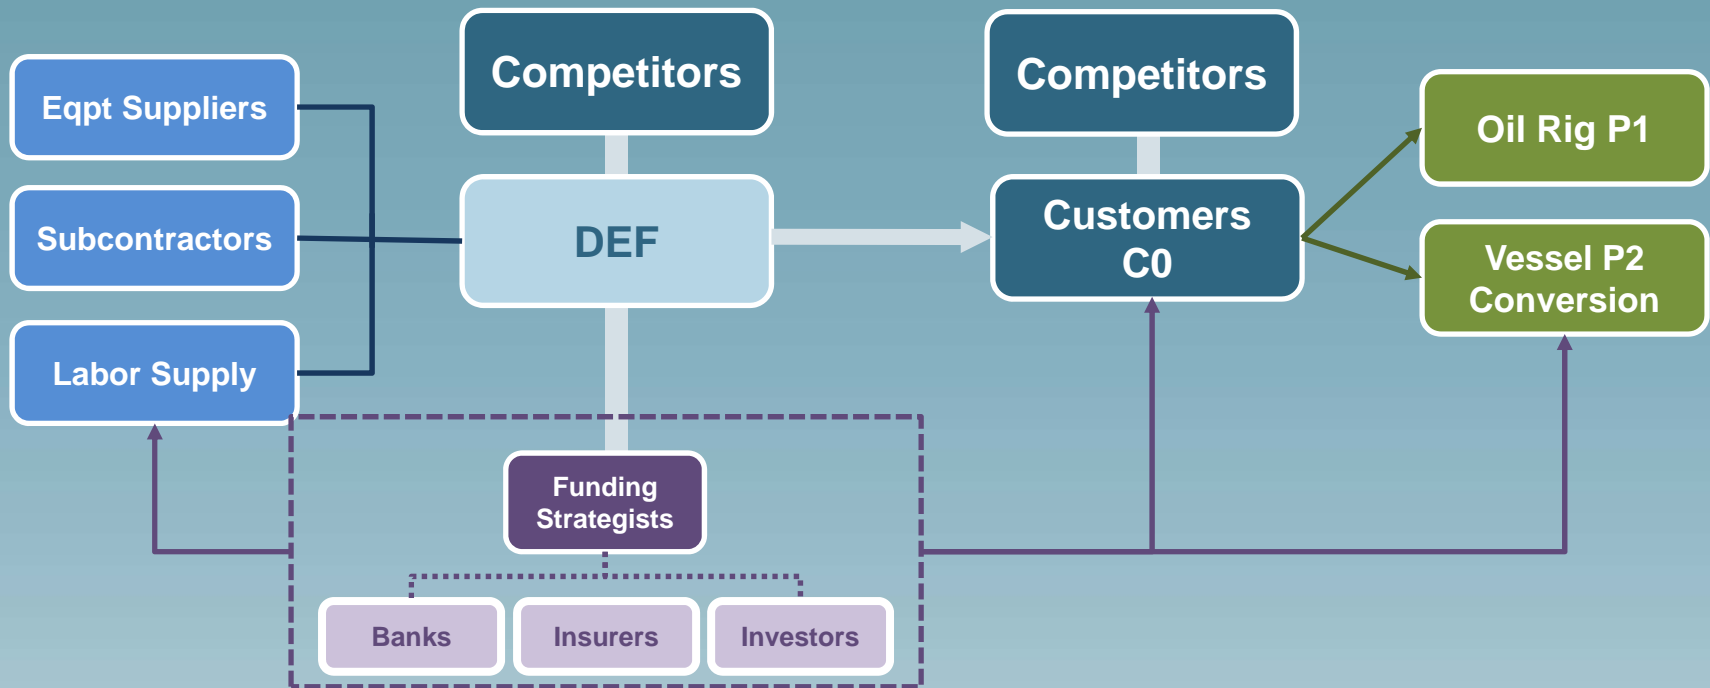 Eqpt Suppliers
Subcontractors
Labor Supply
Competitors
DEF
Funding
Strategists
Banks
Insurers
Investors
Competitors
Customers
C0
Oil Rig P1
Vessel P2
Conversion